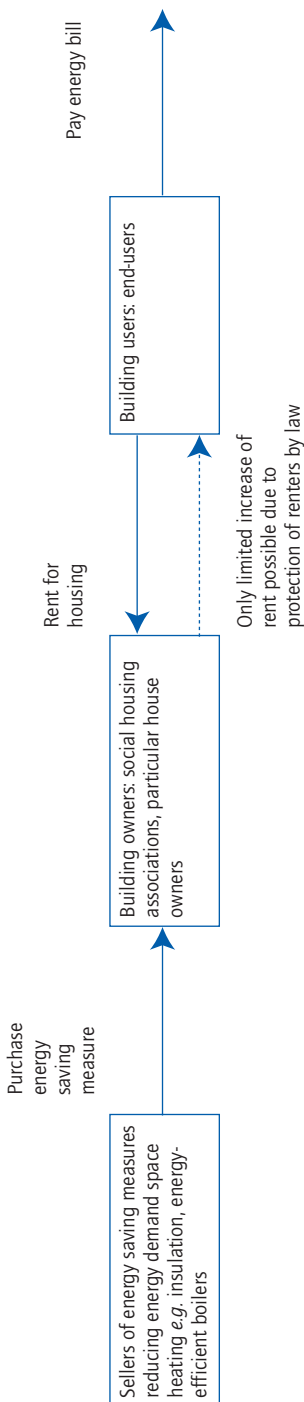 Purchase
energy
saving
measure
Sellers of energy saving measures
reducing energy demand space
heating e.g. insulation, energy-
efficient boilers
Rent for
housing
Building owners: social housing
associations, particular house
owners
Only limited increase of
rent possible due to
protection of renters by law
Building users: end-users
Pay energy bill